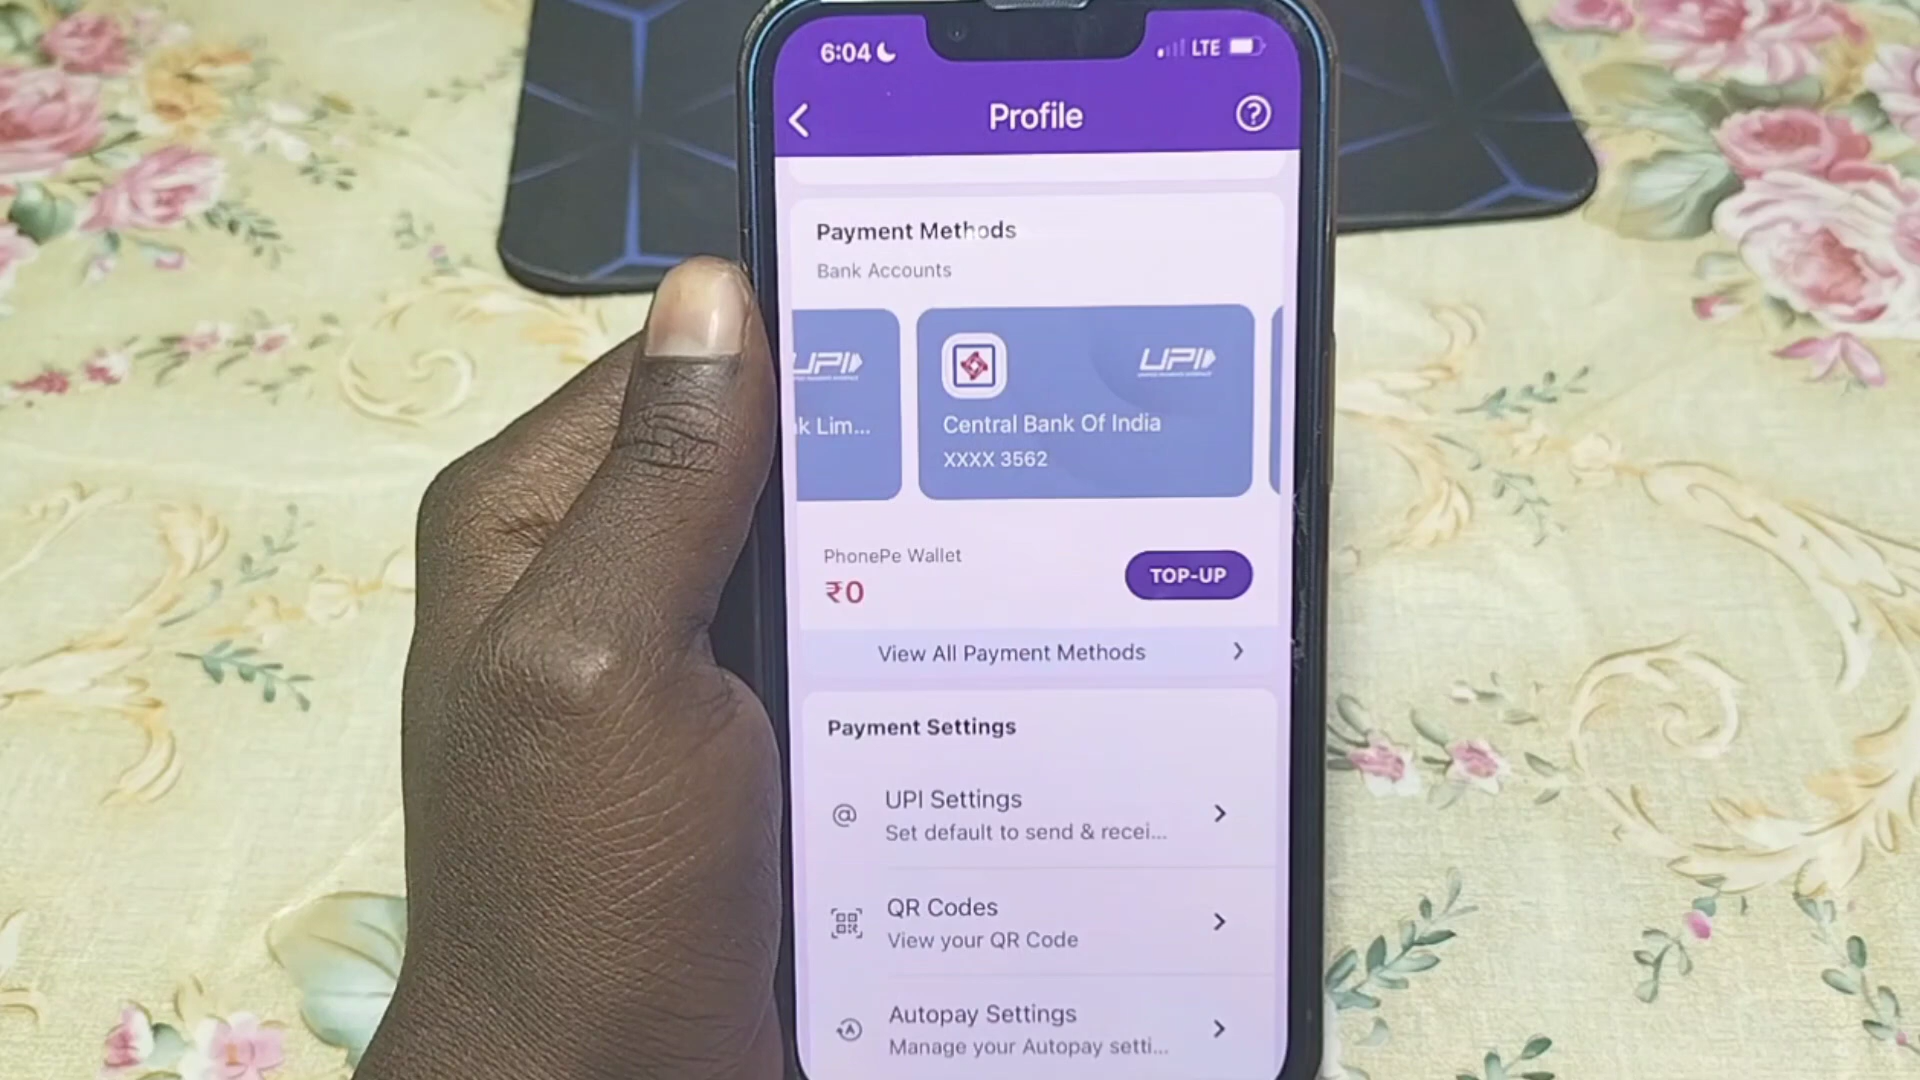 6:04
LTE
Profile
?
Payment Methods
Bank Accounts
UPI
k Lim...
UPI
Central Bank Of India
XXXX 3562
PhonePe Wallet
₹0
TOP-UP
View All Payment Methods
Payment Settings
@
UPI Settings
Set default to send & recei...
QR Codes
View your QR Code
A
Autopay Settings
Manage your Autopay setti...